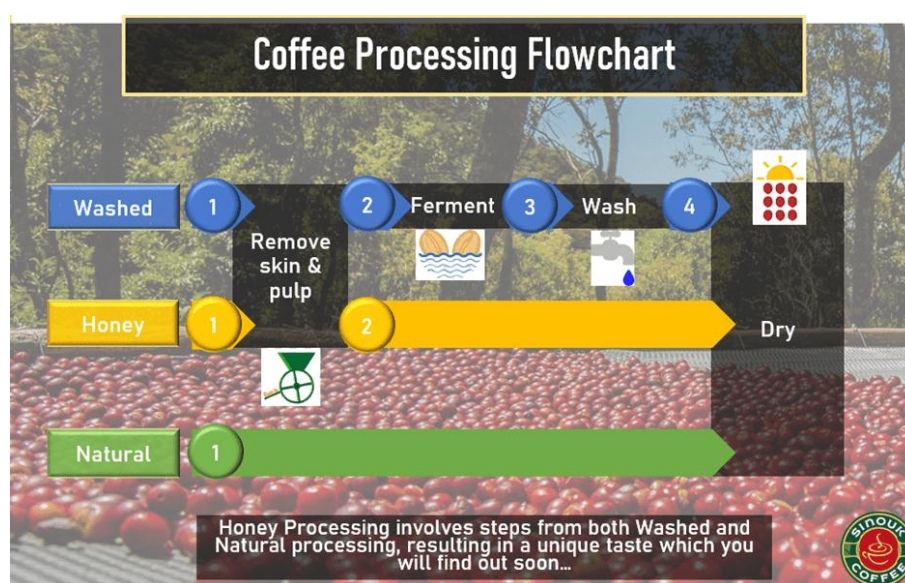 Coffee Processing Flowchart
Washed
1
2
Ferment
3
Wash
4
Remove
skin &
pulp
Honey
1
2
Dry
Natural
1
Honey Processing involves steps from both Washed and
Natural processing, resulting in a unique taste which you
will find out soon...
SINOUK
COFFEE